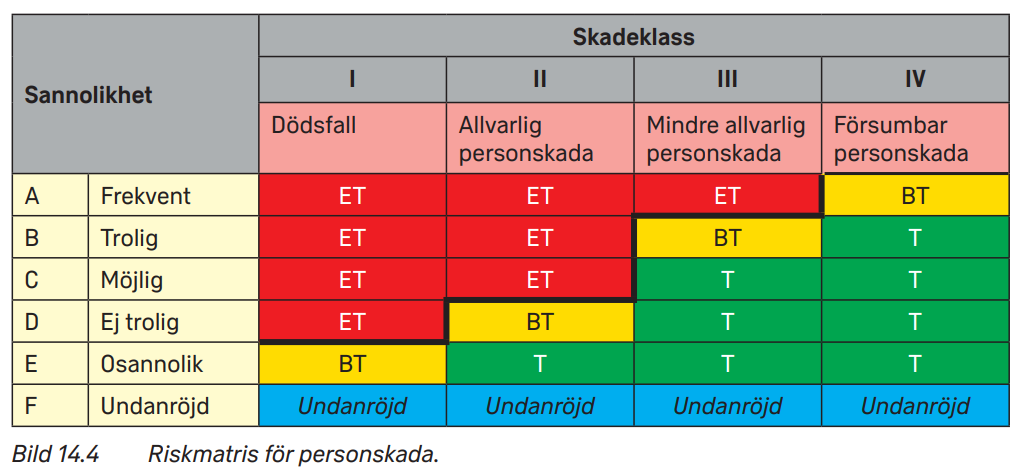 Sannolikhet
Skadeklass
I II III IV
Dödsfall
Allvarlig
personskada
Mindre allvarlig
personskada
Försumbar
personskada
A Frekvent ET ET ET BT
B Trolig ET ET BT T
C Möjlig ET ET T T
D Ej trolig ET BT T T
E Osannolik BT T T T
F Undanröjd Undanröjd Undanröjd Undanröjd Undanröjd
Bild 14.4 Riskmatris för personskada.